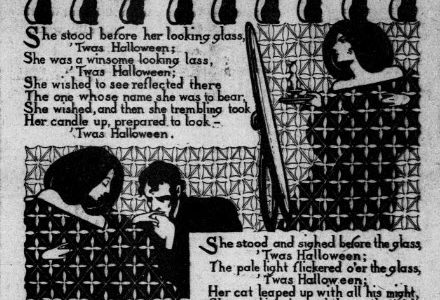 She stood before her looking glass,
'Twas Halloween;
She was a winsome looking lass,
'Twas Halloween;
She wished to see reflected there
The one whose name she was to bear,
She wished, and then she trembling took
Her candle up, prepared to look –
'Twas Halloween.
She stood and sighed before the glass,
'Twas Halloween;
The pale light flickered o'er the glass,
'Twas Halloween;
Her cat leaped up with all his might,